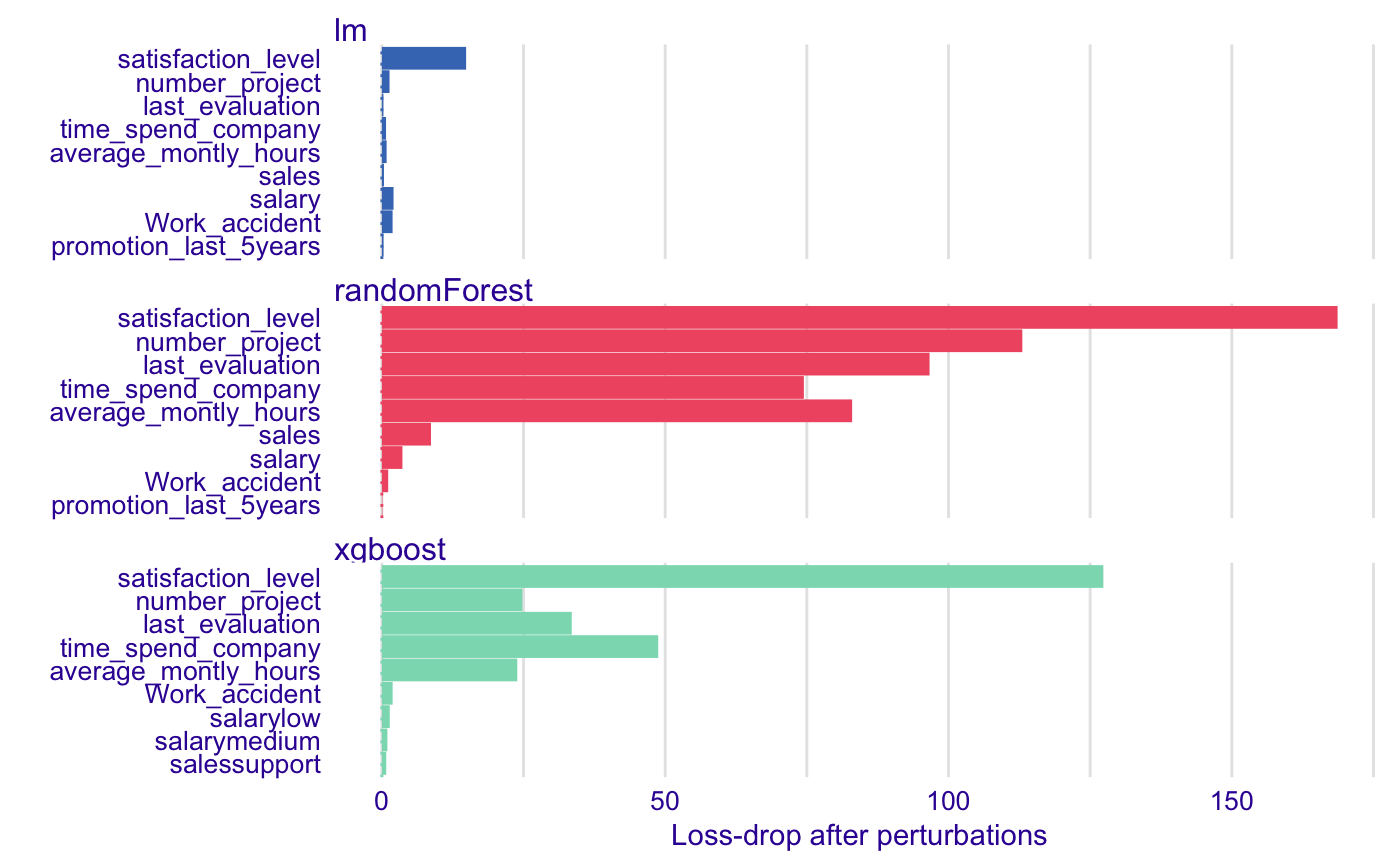 lm
satisfaction_level
number_project
last_evaluation
time_spend_company
average_montly_hours
sales
salary
Work_accident
promotion_last_5years
randomForest
satisfaction_level
number_project
last_evaluation
time_spend_company
average_montly_hours
sales
salary
Work_accident
promotion_last_5years
xgboost
satisfaction_level
number_project
last_evaluation
time_spend_company
average_montly_hours
Work_accident
salarylow
salarymedium
salessupport
0 50 100 150
Loss-drop after perturbations